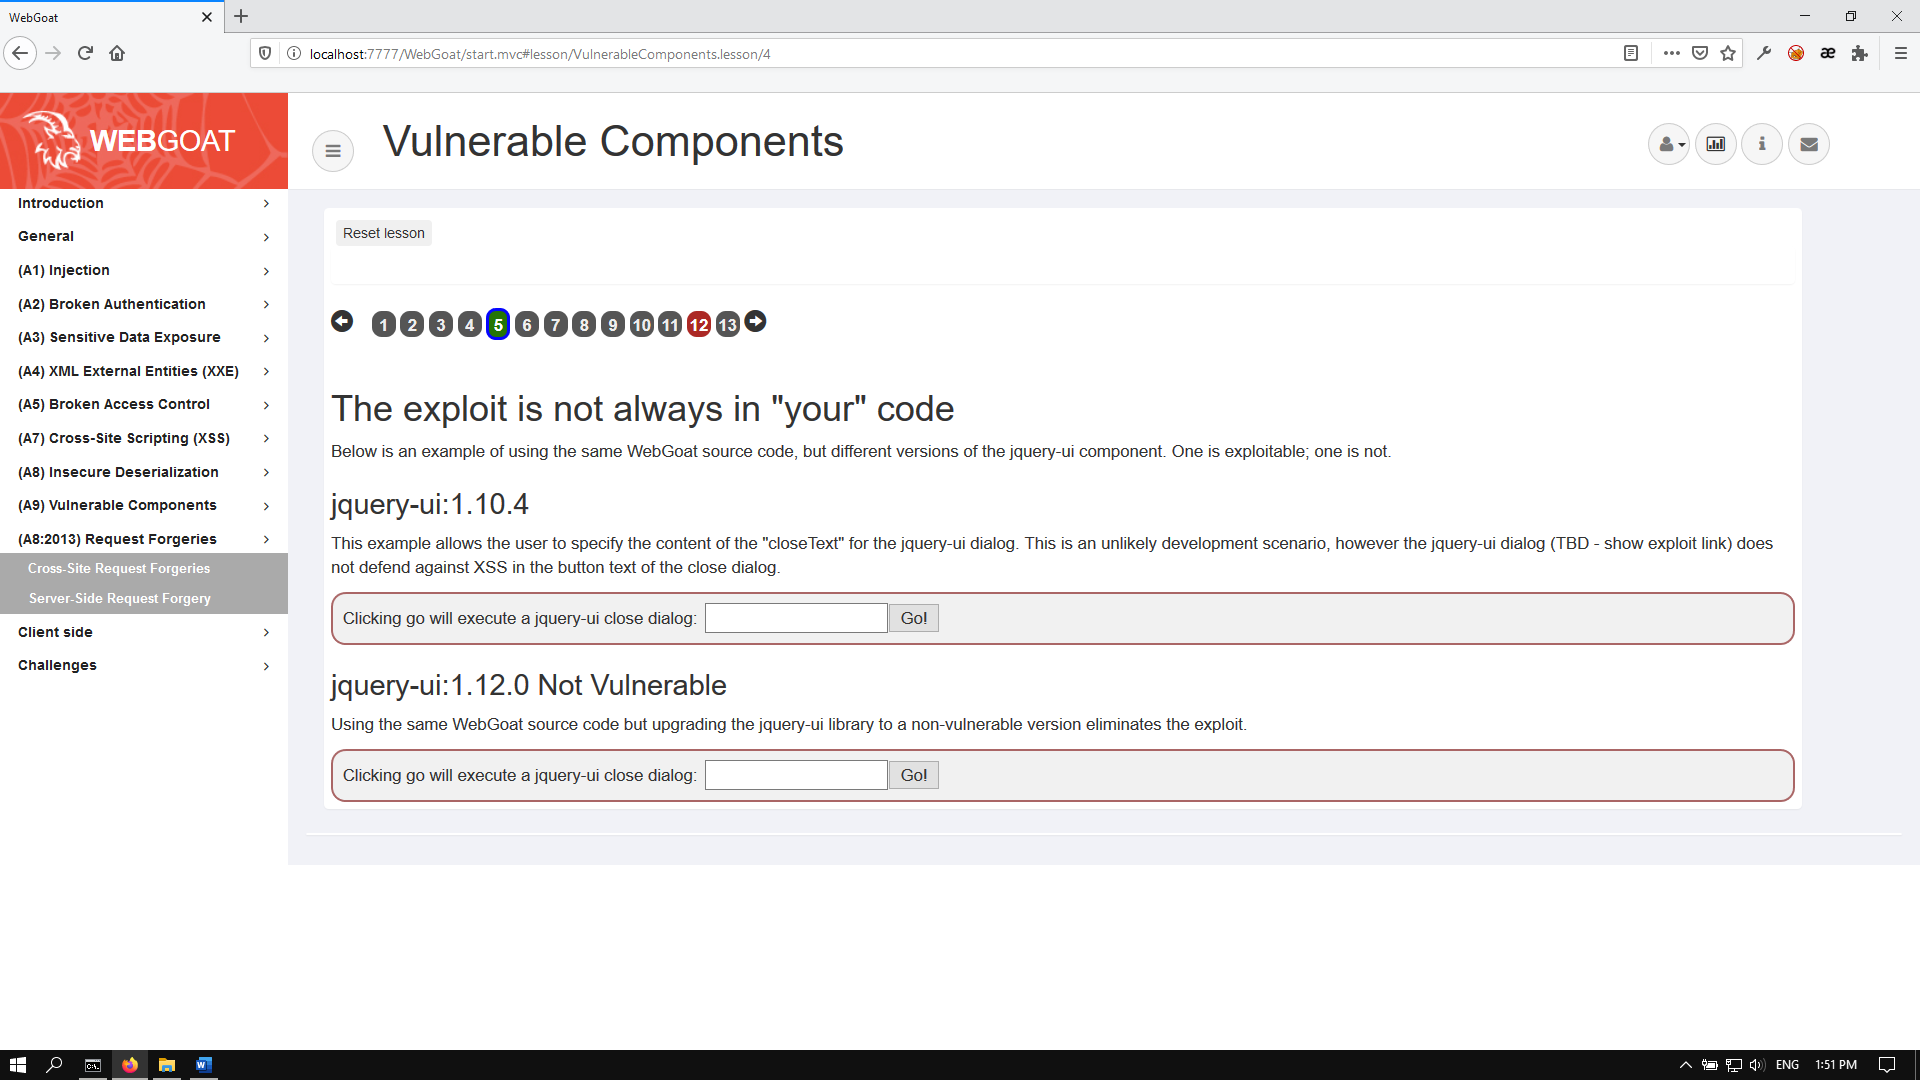 WebGoat
localhost:7777/WebGoat/start.mvc#lesson/VulnerableComponents.lesson/4
WEBGOAT
Vulnerable Components
Introduction
General
(A1) Injection
(A2) Broken Authentication
(A3) Sensitive Data Exposure
(A4) XML External Entities (XXE)
(A5) Broken Access Control
(A7) Cross-Site Scripting (XSS)
(A8) Insecure Deserialization
(A9) Vulnerable Components
(A8:2013) Request Forgeries
Cross-Site Request Forgeries
Server-Side Request Forgery
Client side
Challenges
Reset lesson
1 2 3 4 5 6 7 8 9 10 11 12 13
The exploit is not always in "your" code
Below is an example of using the same WebGoat source code, but different versions of the jquery-ui component. One is exploitable; one is not.
jquery-ui:1.10.4
This example allows the user to specify the content of the "closeText" for the jquery-ui dialog. This is an unlikely development scenario, however the jquery-ui dialog (TBD - show exploit link) does
not defend against XSS in the button text of the close dialog.
Clicking go will execute a jquery-ui close dialog: Go!
jquery-ui:1.12.0 Not Vulnerable
Using the same WebGoat source code but upgrading the jquery-ui library to a non-vulnerable version eliminates the exploit.
Clicking go will execute a jquery-ui close dialog: Go!
ENG 1:51 PM